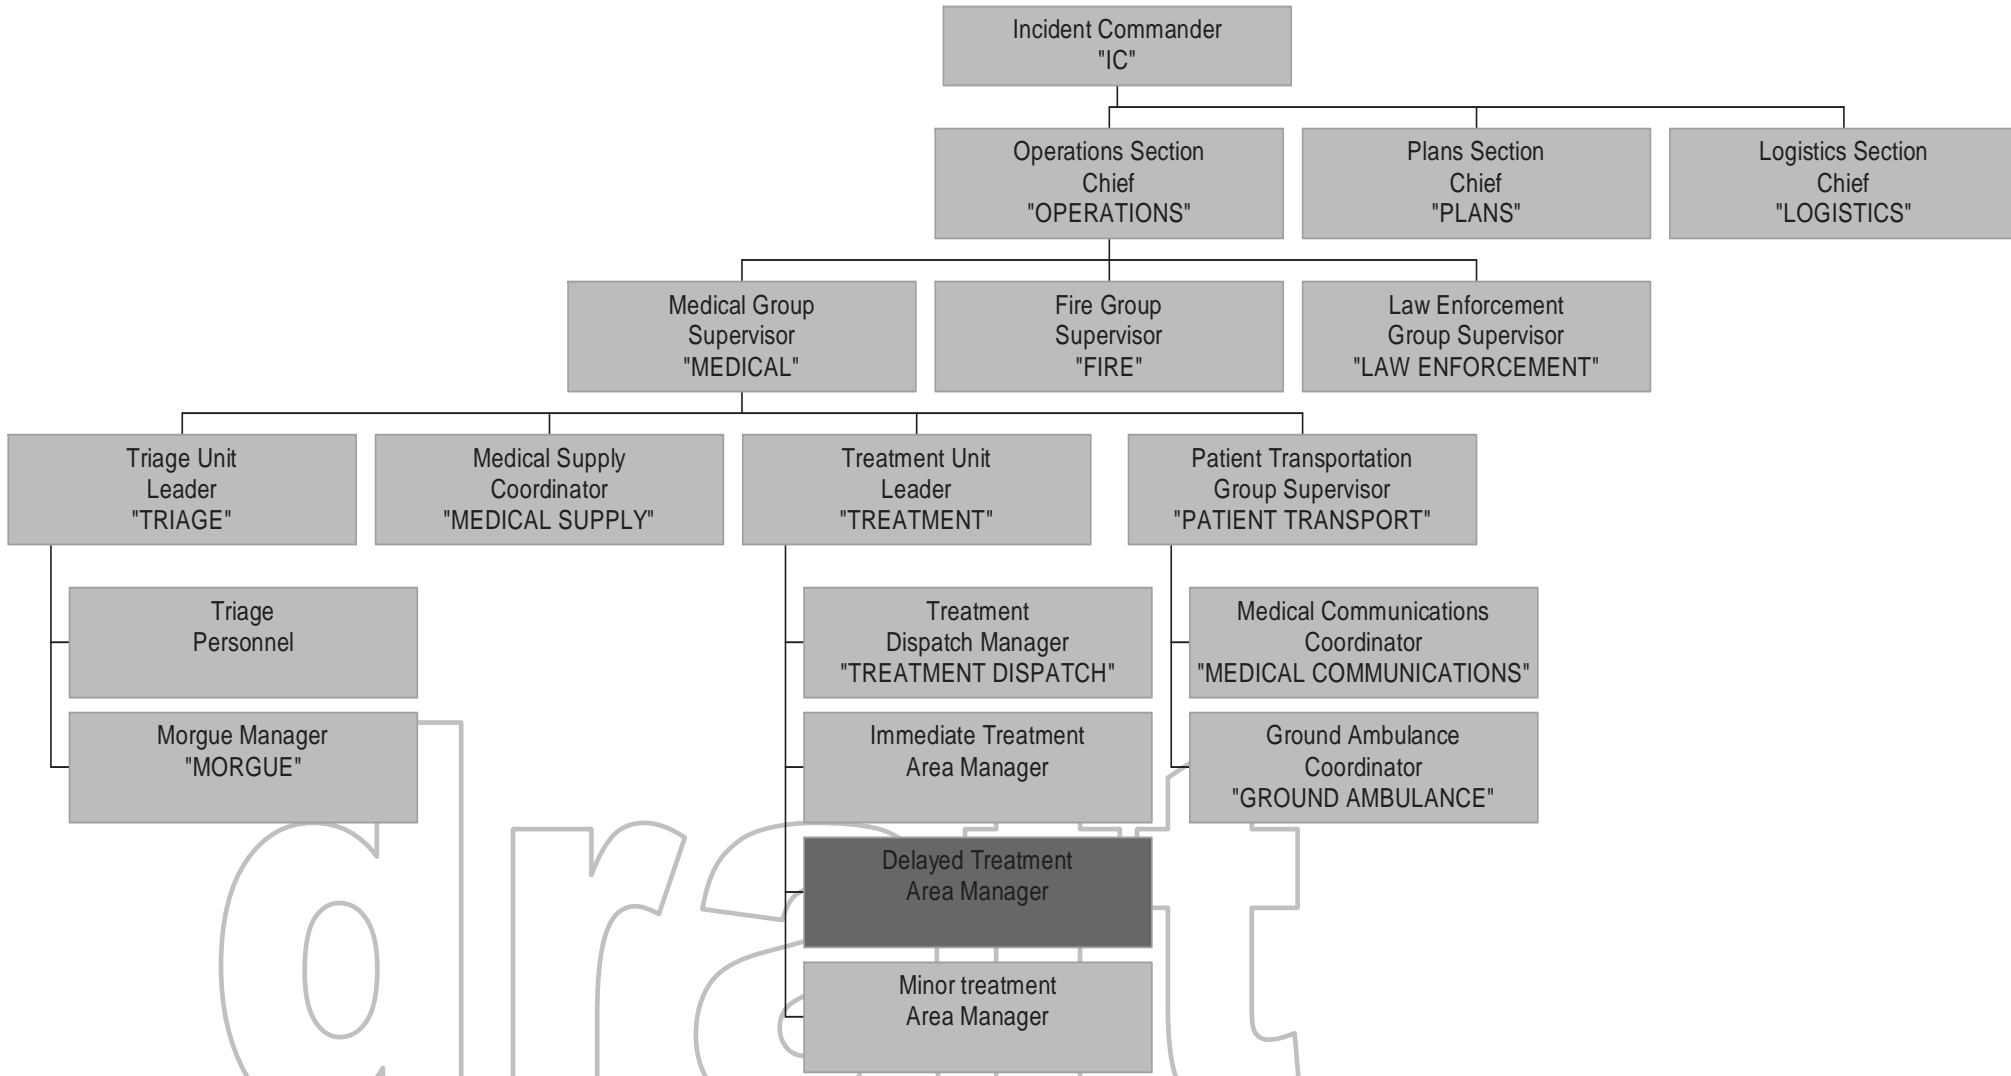 Incident Commander
"IC"
Operations Section
Chief
"OPERATIONS"
Plans Section
Chief
"PLANS"
Logistics Section
Chief
"LOGISTICS"
Medical Group
Supervisor
"MEDICAL"
Fire Group
Supervisor
"FIRE"
Law Enforcement
Group Supervisor
"LAW ENFORCEMENT"
Triage Unit
Leader
"TRIAGE"
Medical Supply
Coordinator
"MEDICAL SUPPLY"
Treatment Unit
Leader
"TREATMENT"
Patient Transportation
Group Supervisor
"PATIENT TRANSPORT"
Triage
Personnel
Morgue Manager
"MORGUE"
Treatment
Dispatch Manager
"TREATMENT DISPATCH"
Immediate Treatment
Area Manager
Delayed Treatment
Area Manager
Minor treatment
Area Manager
Medical Communications
Coordinator
"MEDICAL COMMUNICATIONS"
Ground Ambulance
Coordinator
"GROUND AMBULANCE"
draft